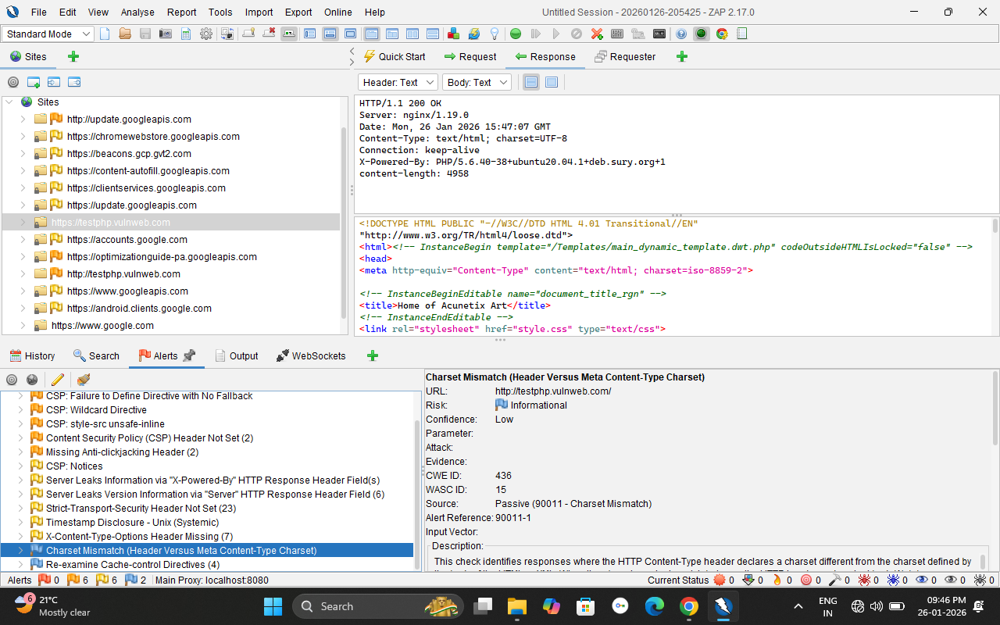 File Edit View Analyse Report Tools Import Export Online Help Untitled Session - 20260126-205425 - ZAP 2.17.0
Standard Mode
Sites
Quick Start Request Response Requester
Header: Text Body: Text
Sites
http://update.googleapis.com
https://chromewebstore.googleapis.com
https://beacons.gcp.gvt2.com
https://content-autofill.googleapis.com
https://clientservices.googleapis.com
https://update.googleapis.com
https://testphp.vulnweb.com
https://accounts.google.com
https://optimizationguide-pa.googleapis.com
http://testphp.vulnweb.com
https://www.googleapis.com
https://android.clients.google.com
https://www.google.com
HTTP/1.1 200 OK
Server: nginx/1.19.0
Date: Mon, 26 Jan 2026 15:47:07 GMT
Content-Type: text/html; charset=UTF-8
Connection: keep-alive
X-Powered-By: PHP/5.6.40-38+ubuntu20.04.1+deb.sury.org+1
content-length: 4958
<!DOCTYPE HTML PUBLIC "-//W3C//DTD HTML 4.01 Transitional//EN"
"http://www.w3.org/TR/html4/loose.dtd">
<html><!-- InstanceBegin template="/Templates/main_dynamic_template.dwt.php" codeOutsideHTMLIsLocked="false" -->
<head>
<meta http-equiv="Content-Type" content="text/html; charset=iso-8859-2">
<!-- InstanceBeginEditable name="document_title_rgn" -->
<title>Home of Acunetix Art</title>
<!-- InstanceEndEditable -->
<link rel="stylesheet" href="style.css" type="text/css">
History Search Alerts Output WebSockets
CSP: Failure to Define Directive with No Fallback
CSP: Wildcard Directive
CSP: style-src unsafe-inline
Content Security Policy (CSP) Header Not Set (2)
Missing Anti-clickjacking Header (2)
CSP: Notices
Server Leaks Information via "X-Powered-By" HTTP Response Header Field(s)
Server Leaks Version Information via "Server" HTTP Response Header Field (6)
Strict-Transport-Security Header Not Set (23)
Timestamp Disclosure - Unix (Systemic)
X-Content-Type-Options Header Missing (7)
Charset Mismatch (Header Versus Meta Content-Type Charset)
Re-examine Cache-control Directives (4)
Charset Mismatch (Header Versus Meta Content-Type Charset)
URL: http://testphp.vulnweb.com/
Risk: Informational
Confidence: Low
Parameter:
Attack:
Evidence:
CWE ID: 436
WASC ID: 15
Source: Passive (90011 - Charset Mismatch)
Alert Reference: 90011-1
Input Vector:
Description:
This check identifies responses where the HTTP Content-Type header declares a charset different from the charset defined by
Alerts 0 6 6 2 Main Proxy: localhost:8080 Current Status 0 0 0 0 0 0 0 0 0 0
6 21°C
Mostly clear
Search
ENG
IN
09:46 PM
26-01-2026